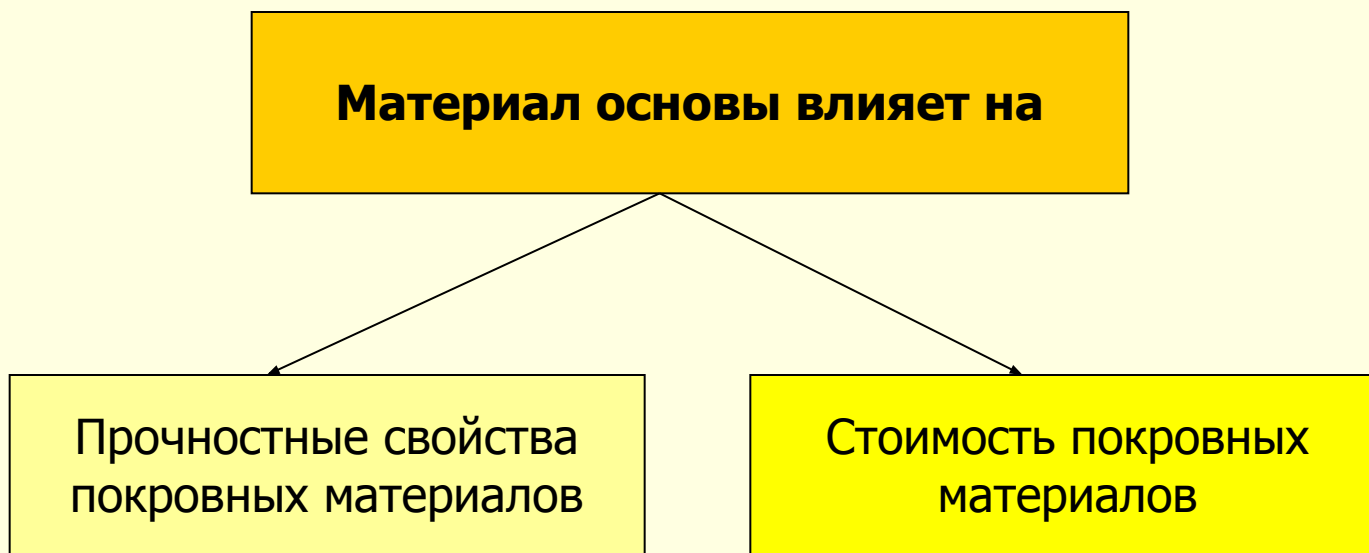 Материал основы влияет на
Прочностные свойства
покровных материалов
Стоимость покровных
материалов